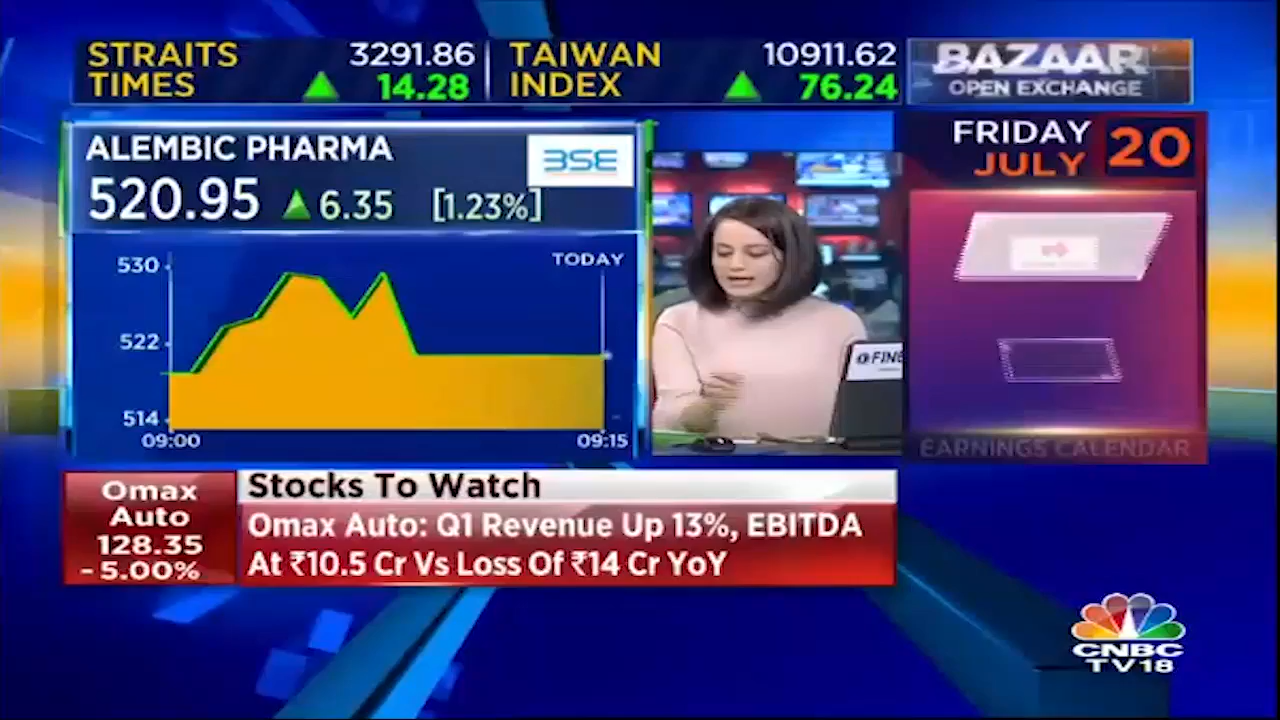 STRAITS TIMES 3291.86 ▲ 14.28
TAIWAN INDEX 10911.62 ▲ 76.24
BAZAAR
OPEN EXCHANGE
ALEMBIC PHARMA
BSE
520.95 ▲ 6.35 [1.23%]
TODAY
530
522
514
09:00 09:15
@FINE
FRIDAY
JULY 20
EARNINGS CALENDAR
Omax
Auto
128.35
-5.00%
Stocks To Watch
Omax Auto: Q1 Revenue Up 13%, EBITDA
At ₹10.5 Cr Vs Loss Of ₹14 Cr YoY
CNBC
TV18